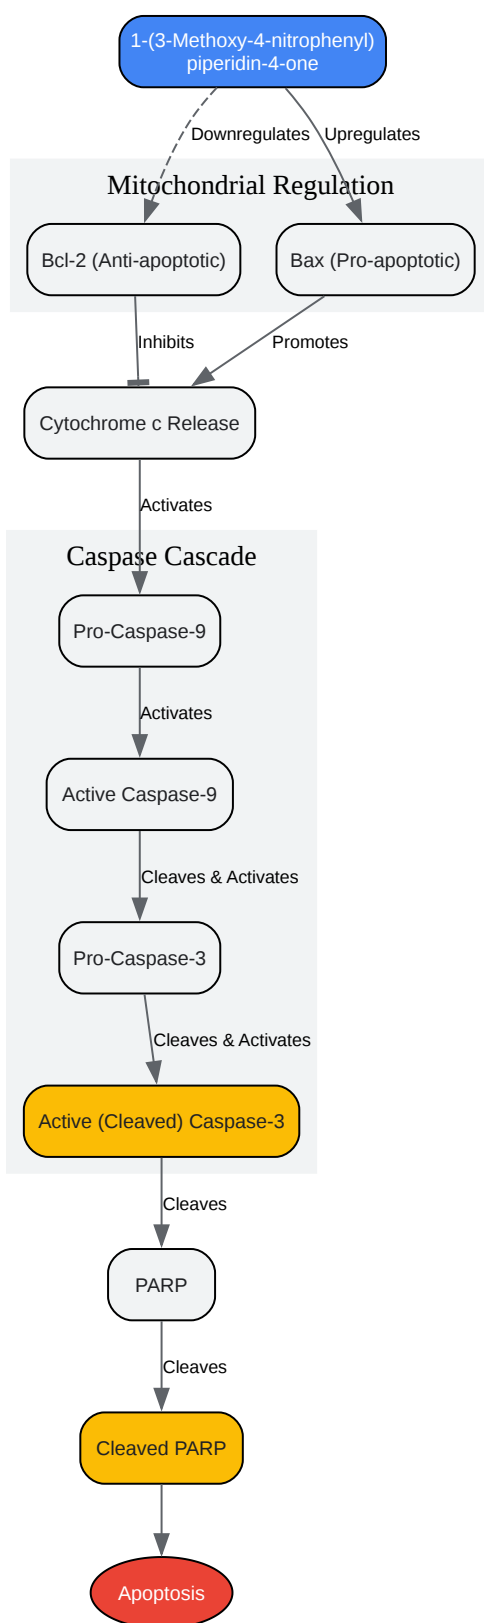 1-(3-Methoxy-4-nitrophenyl)
piperidin-4-one
Downregulates
Upregulates
Mitochondrial Regulation
Bcl-2 (Anti-apoptotic)
Bax (Pro-apoptotic)
Inhibits
Promotes
Cytochrome c Release
Activates
Caspase Cascade
Pro-Caspase-9
Activates
Active Caspase-9
Cleaves & Activates
Pro-Caspase-3
Cleaves & Activates
Active (Cleaved) Caspase-3
Cleaves
PARP
Cleaves
Cleaved PARP
Apoptosis